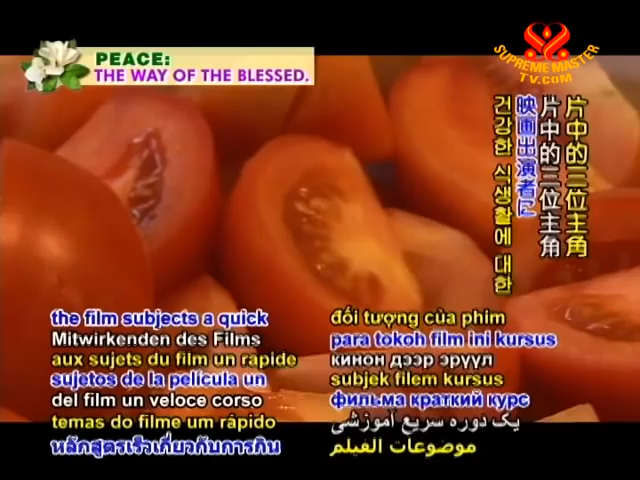 PEACE:
THE WAY OF THE BLESSED.
SUPREME MASTER
TV.COM
片中的三位主角
片中的三位主角
映画出演者に
건강한 식생활에 대한
the film subjects a quick
Mitwirkenden des Films
aux sujets du film un rapide
sujetos de la película un
del film un veloce corso
temas do filme um rápido
หลักสูตรเร็วเกี่ยวกับการกิน
đối tượng của phim
para tokoh film ini kursus
кинон дээр эрүүл
subjek filem kursus
фильма краткий курс
یک دوره سریع آموزشی
موضوعات الفيلم